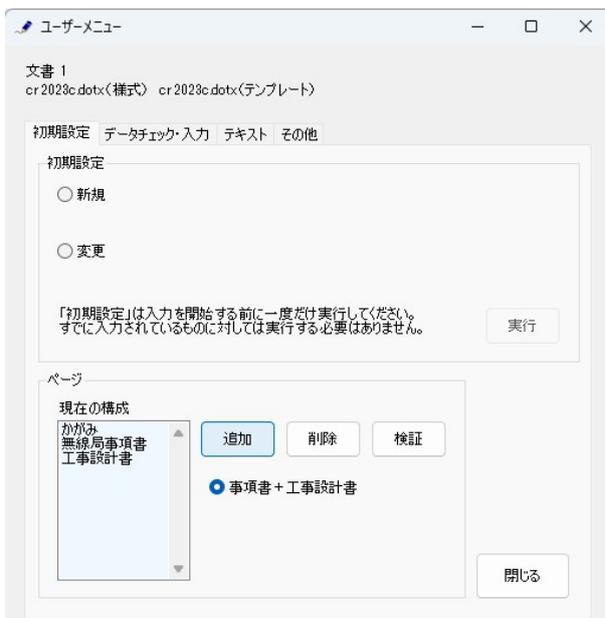 ユーザーメニュー
文書 1
cr2023c.dotx(様式) cr2023c.dotx(テンプレート)
初期設定 データチェック・入力 テキスト その他
初期設定
新規
変更
「初期設定」は入力を開始する前に一度だけ実行してください。
すでに入力されているものに対しては実行する必要はありません。
実行
ページ
現在の構成
かがみ
無線局事項書
工事設計書
追加 削除 検証
事項書+工事設計書
閉じる